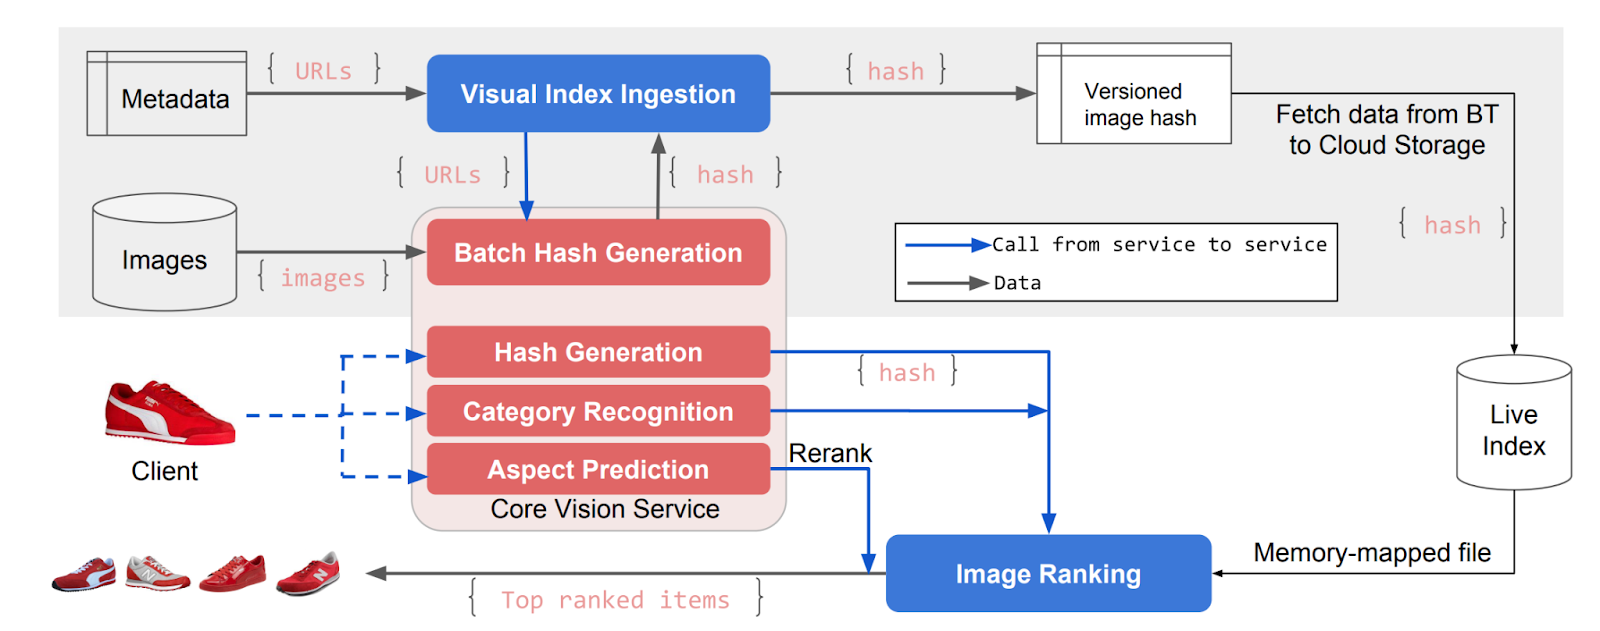 { URLs }
{ hash }
Metadata
Visual Index Ingestion
Versioned
image hash
Fetch data from BT
to Cloud Storage
{ URLs }
{ hash }
{ hash }
Images
{ images }
Batch Hash Generation
Call from service to service
Data
Hash Generation
{ hash }
Category Recognition
Aspect Prediction
Rerank
Core Vision Service
Client
Live
Index
Memory-mapped file
Image Ranking
{ Top ranked items }